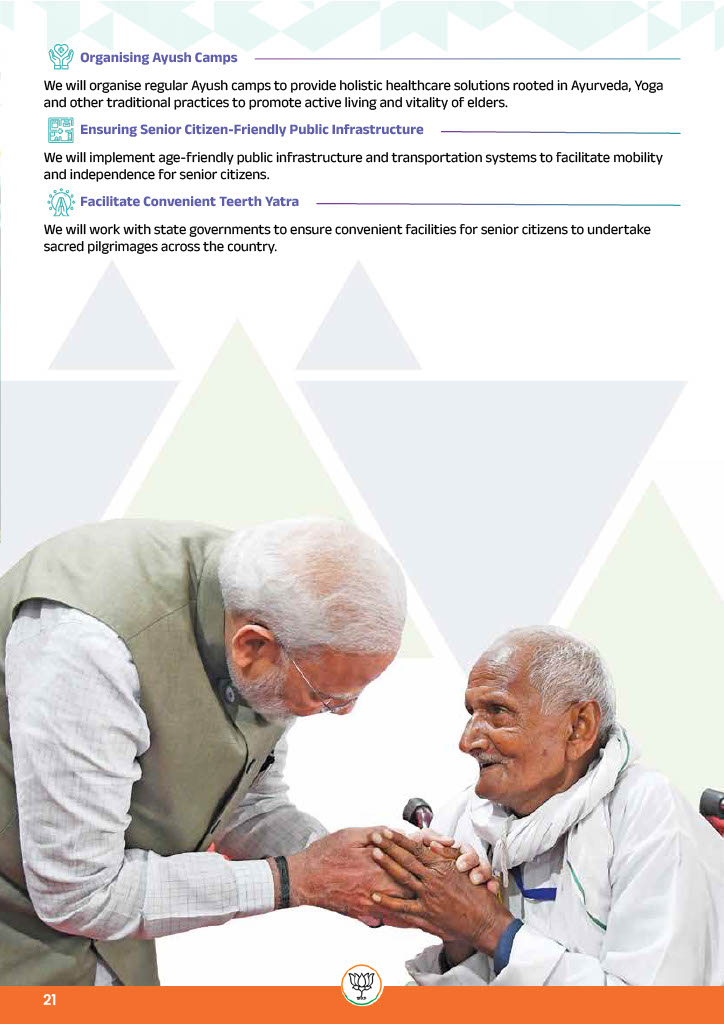 Organising Ayush Camps
We will organise regular Ayush camps to provide holistic healthcare solutions rooted in Ayurveda, Yoga
and other traditional practices to promote active living and vitality of elders.
Ensuring Senior Citizen-Friendly Public Infrastructure
We will implement age-friendly public infrastructure and transportation systems to facilitate mobility
and independence for senior citizens.
Facilitate Convenient Teerth Yatra
We will work with state governments to ensure convenient facilities for senior citizens to undertake
sacred pilgrimages across the country.
21